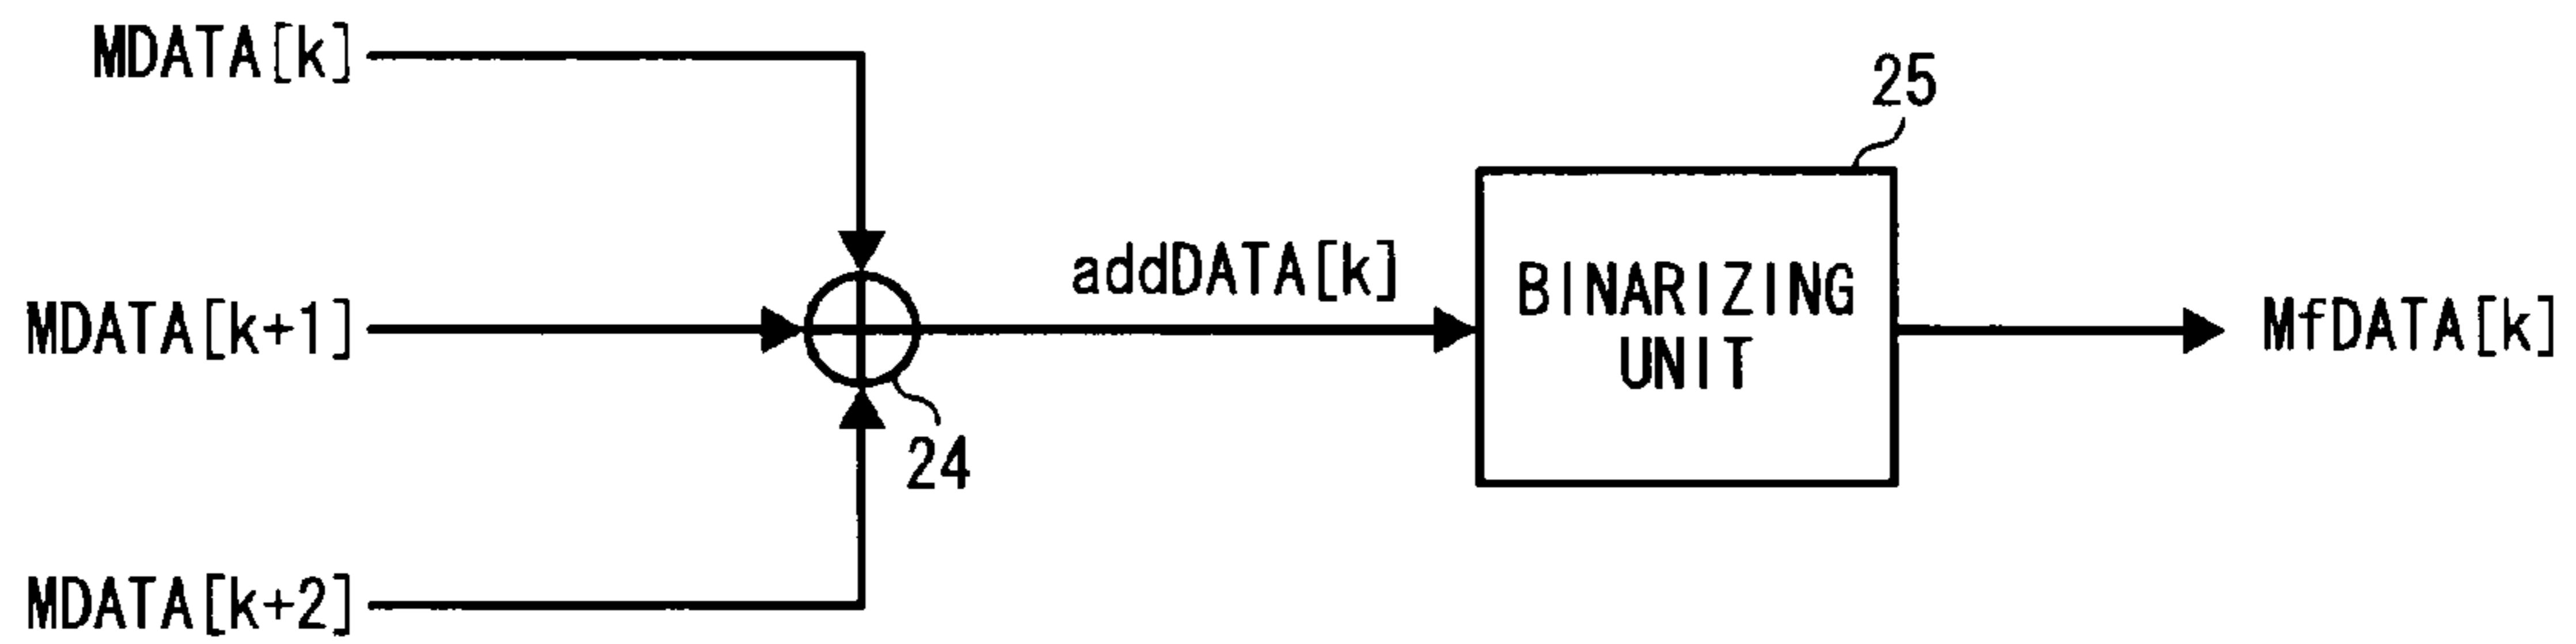 MDATA[k]
25
addDATA[k]
BINARIZING
UNIT
MDATA[k+1]
MfDATA[k]
24
MDATA[k+2]